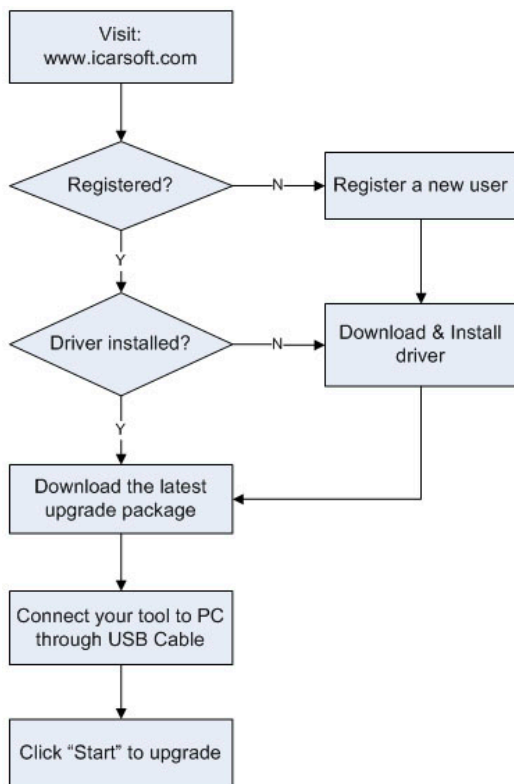 Visit:
www.icarsoft.com
Registered?
N
Register a new user
Y
Driver installed?
N
Download & Install
driver
Y
Download the latest
upgrade package
Connect your tool to PC
through USB Cable
Click “Start” to upgrade